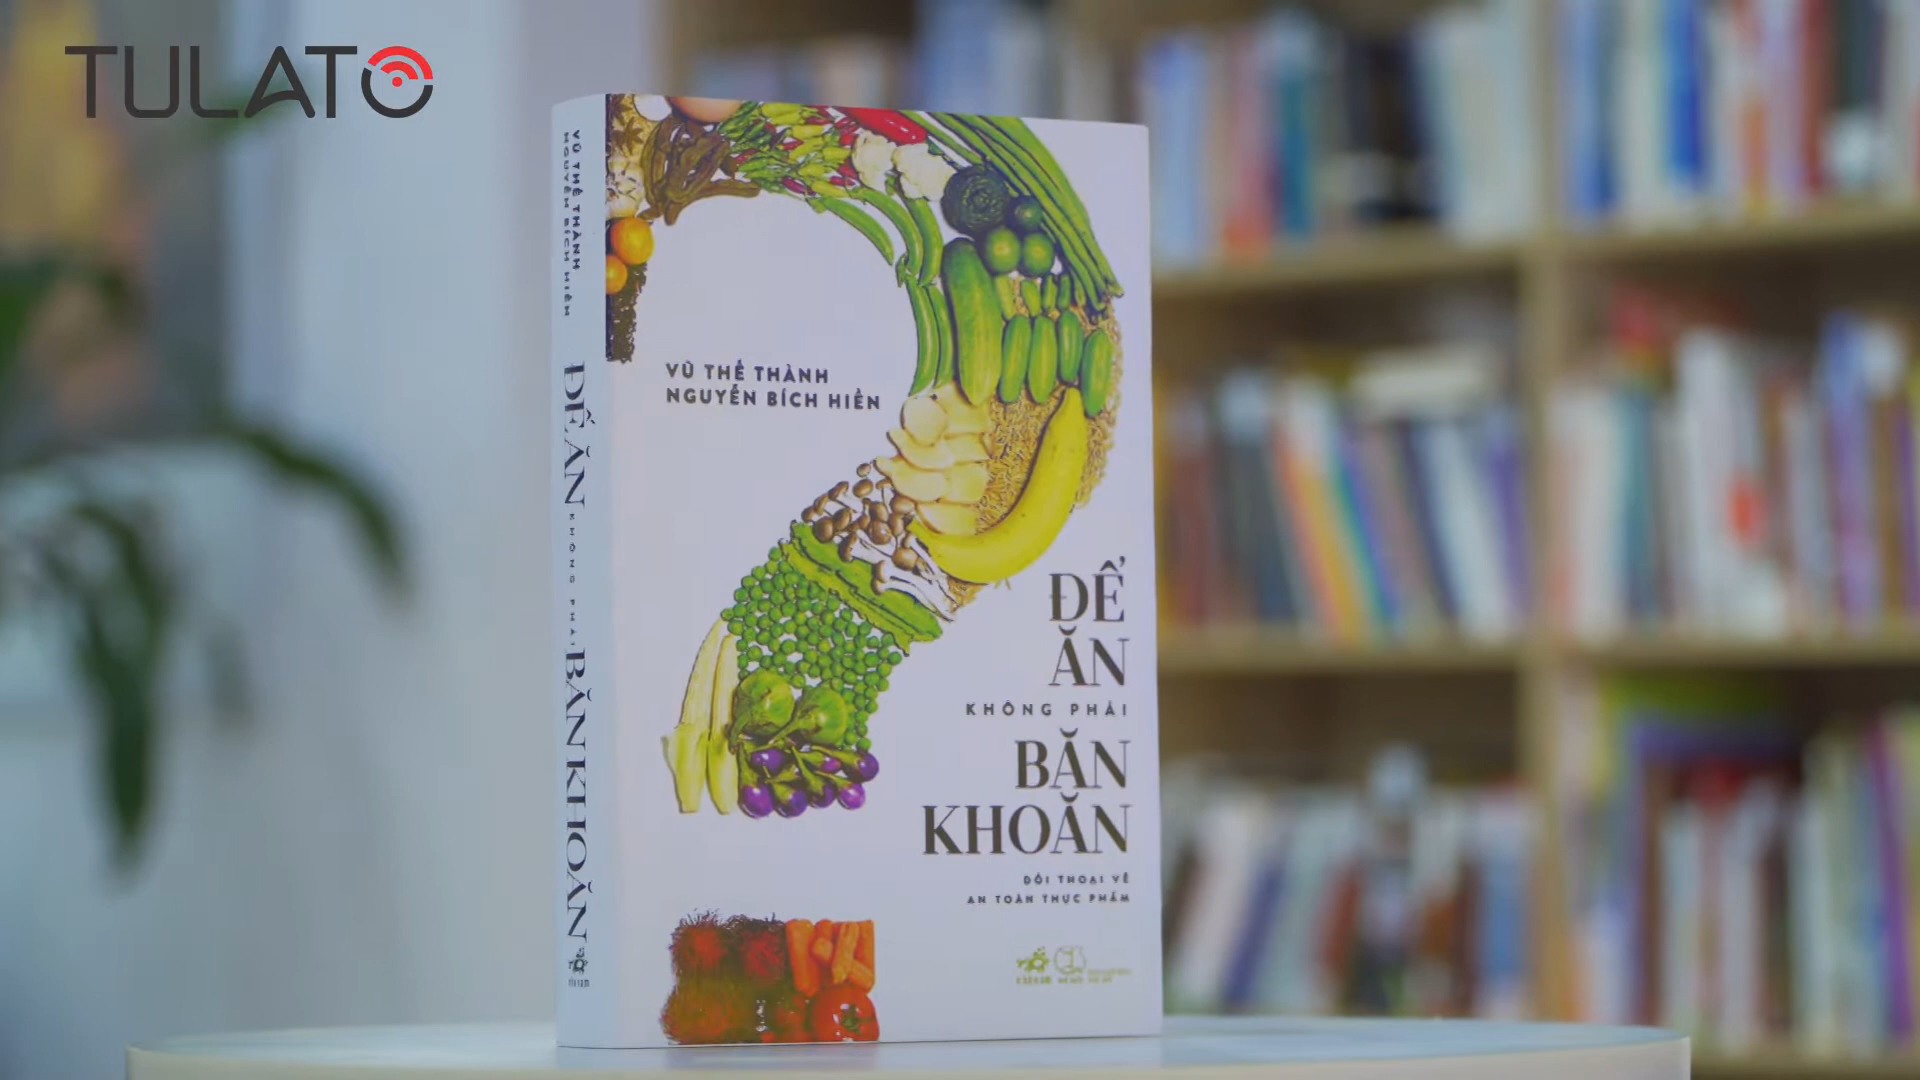 TULATO
VŨ THẾ THÀNH
NGUYỄN BÍCH HIỀN
ĐỂ ĂN KHÔNG PHẢI BĂN KHOĂN
VŨ THẾ THÀNH
NGUYỄN BÍCH HIỀN
ĐỂ
ĂN
KHÔNG PHẢI
BĂN
KHOĂN
ĐỐI THOẠI VỀ
AN TOÀN THỰC PHẨM